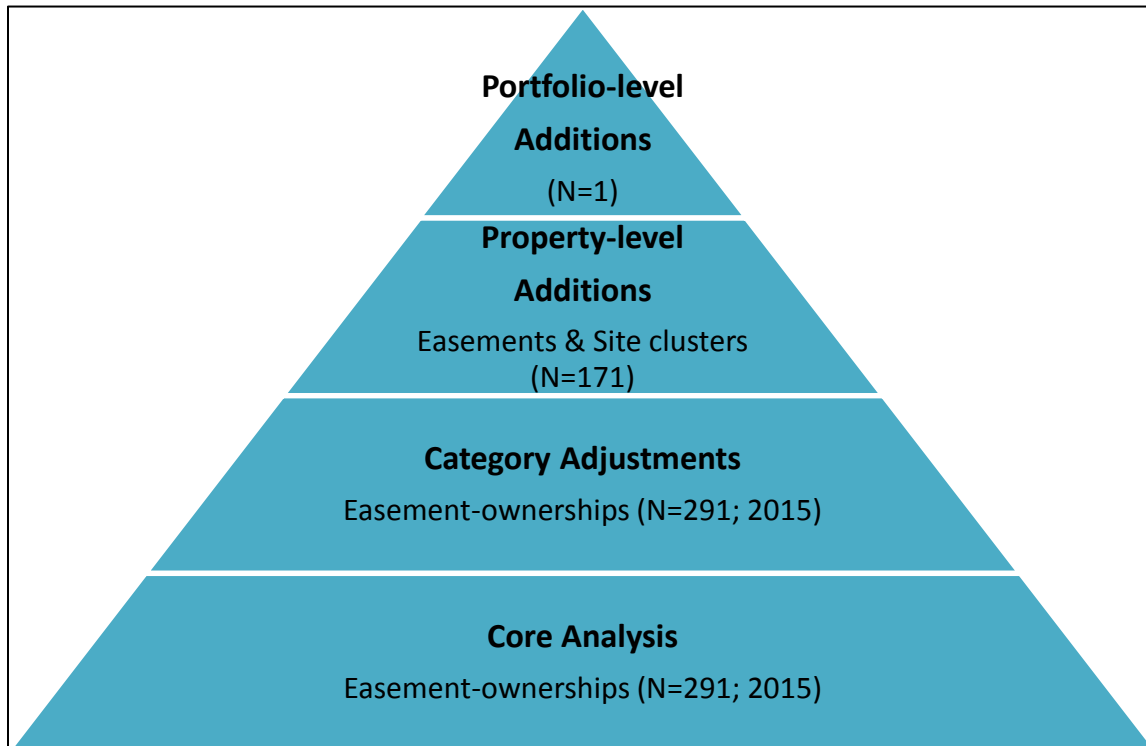 Portfolio-level
Additions
(N=1)
Property-level
Additions
Easements & Site clusters
(N=171)
Category Adjustments
Easement-ownerships (N=291; 2015)
Core Analysis
Easement-ownerships (N=291; 2015)